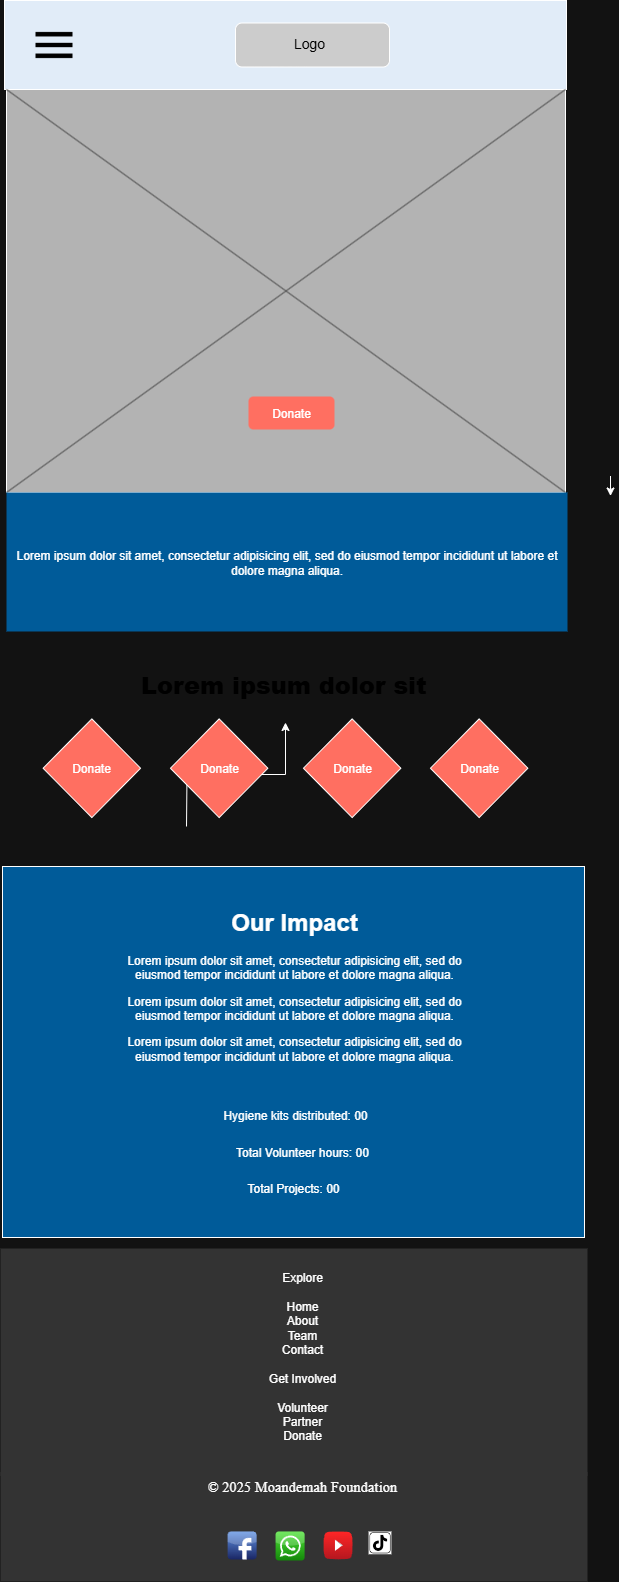 Logo
Donate
Lorem ipsum dolor sit amet, consectetur adipisicing elit, sed do eiusmod tempor incididunt ut labore et
dolore magna aliqua.
Lorem ipsum dolor sit
Donate Donate Donate Donate
Our Impact
Lorem ipsum dolor sit amet, consectetur adipisicing elit, sed do
eiusmod tempor incididunt ut labore et dolore magna aliqua.
Lorem ipsum dolor sit amet, consectetur adipisicing elit, sed do
eiusmod tempor incididunt ut labore et dolore magna aliqua.
Lorem ipsum dolor sit amet, consectetur adipisicing elit, sed do
eiusmod tempor incididunt ut labore et dolore magna aliqua.
Hygiene kits distributed: 00
Total Volunteer hours: 00
Total Projects: 00
Explore
Home
About
Team
Contact
Get Involved
Volunteer
Partner
Donate
© 2025 Moandemah Foundation